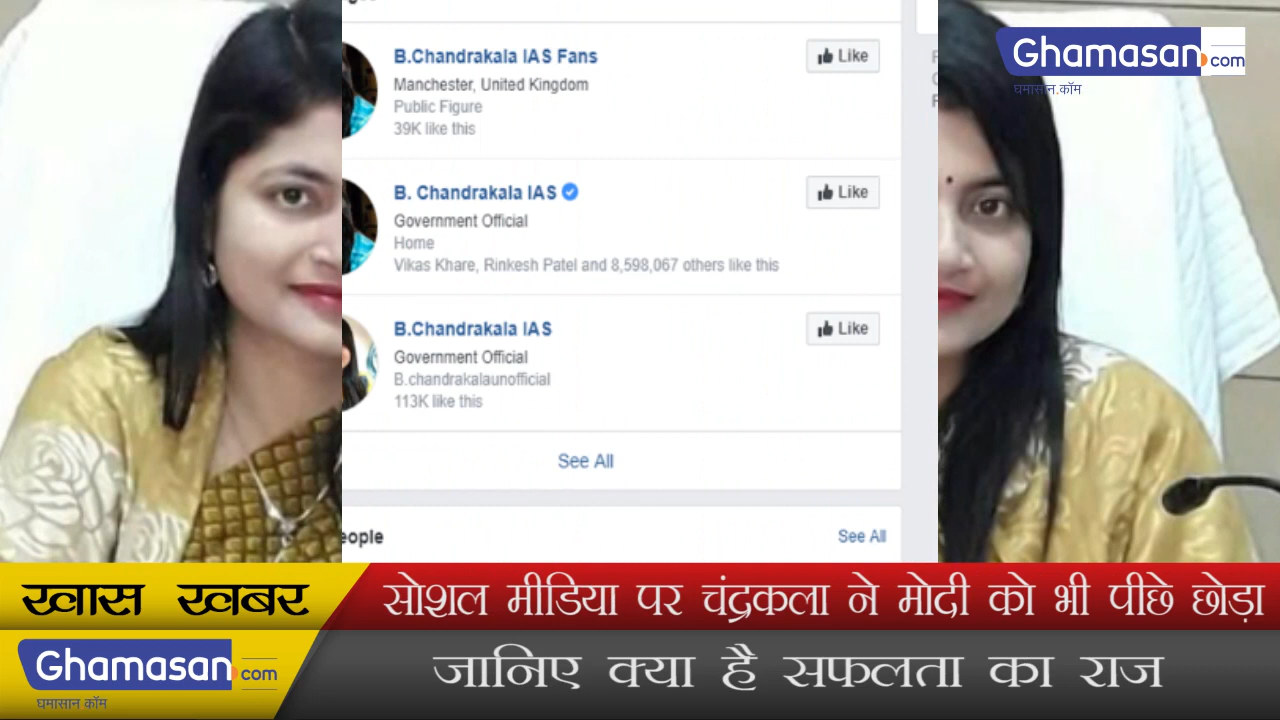 B.Chandrakala IAS Fans
Like
Manchester, United Kingdom
Public Figure
39K like this
B. Chandrakala IAS
Like
Government Official
Home
Vikas Khare, Rinkesh Patel and 8,598,067 others like this
B.Chandrakala IAS
Like
Government Official
B.chandrakalaunofficial
113K like this
See All
eople
See All
Ghamasan.com
घमासान.कॉम
खास खबर
सोशल मीडिया पर चंद्रकला ने मोदी को भी पीछे छोड़ा
Ghamasan.com
घमासान कॉम
जानिए क्या है सफलता का राज